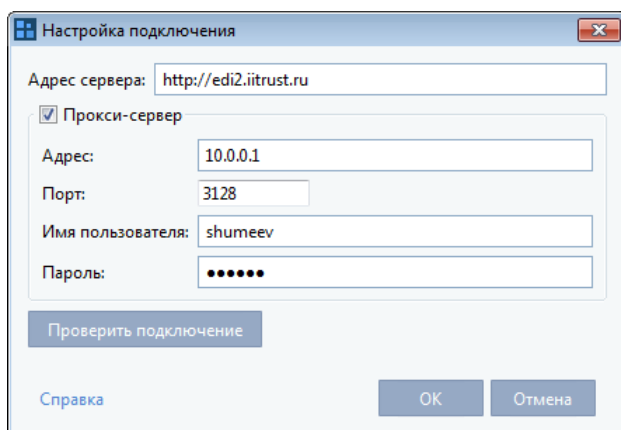 Настройка подключения
Адрес сервера: http://edi2.iitrust.ru
Прокси-сервер
Адрес: 10.0.0.1
Порт: 3128
Имя пользователя: shumeev
Пароль: ●●●●●●
Проверить подключение
Справка ОК Отмена